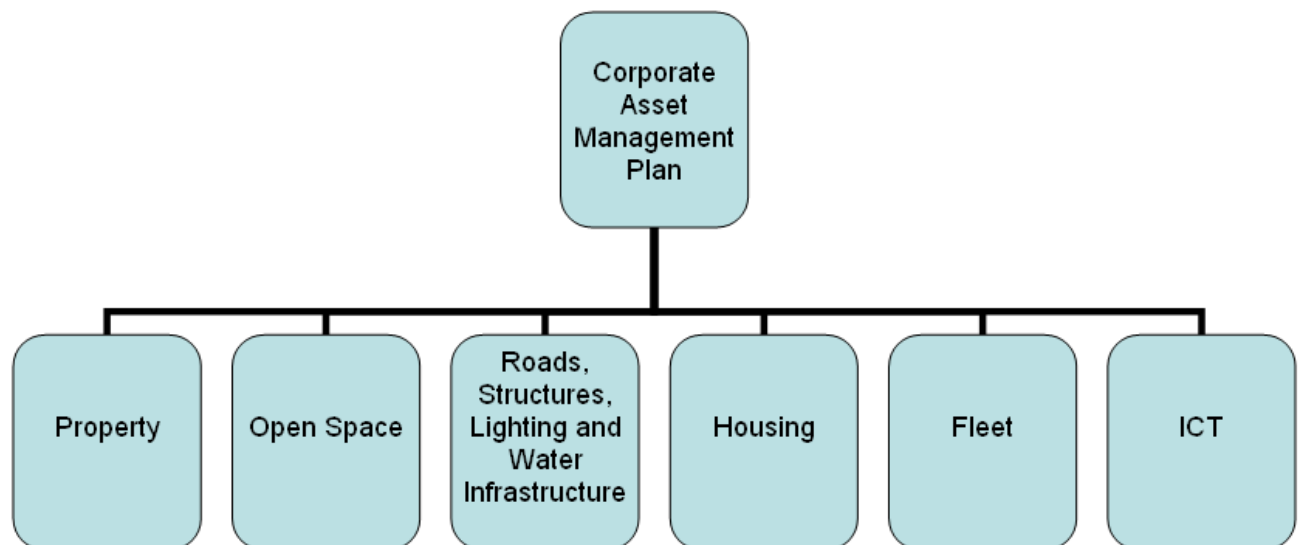 Corporate
Asset
Management
Plan
Property
Open Space
Roads,
Structures,
Lighting and
Water
Infrastructure
Housing
Fleet
ICT